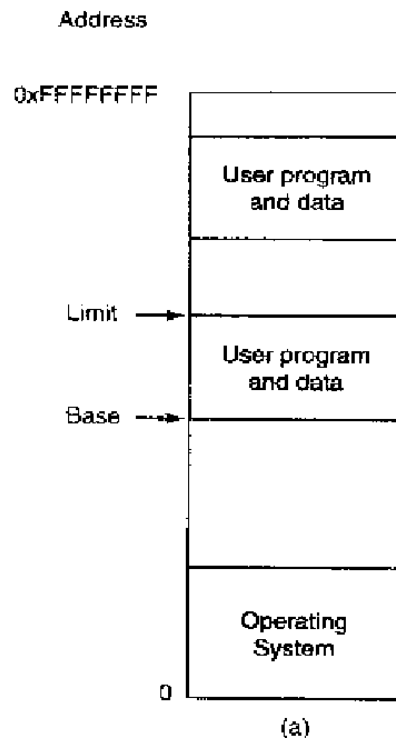 Address
0xFFFFFFFF
User program
and data
Limit
User program
and data
Base
Operating
System
0
(a)